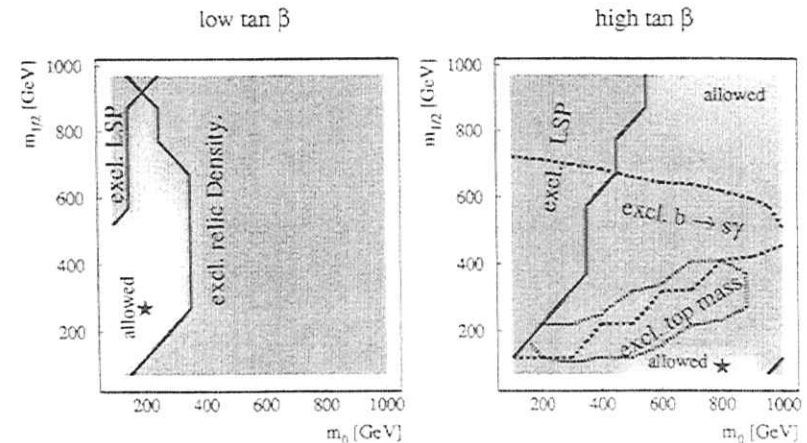 low tan β
high tan β
m1/2 [GeV]
1000
800
600
400
200
excl. LSP
excl. relic Density.
allowed
200
400
600
800
1000
m0 [GeV]
m1/2 [GeV]
1000
800
600
400
200
excl. LSP
allowed
excl. b → sγ
excl. top mass
allowed
200
400
600
800
1000
m0 [GeV]